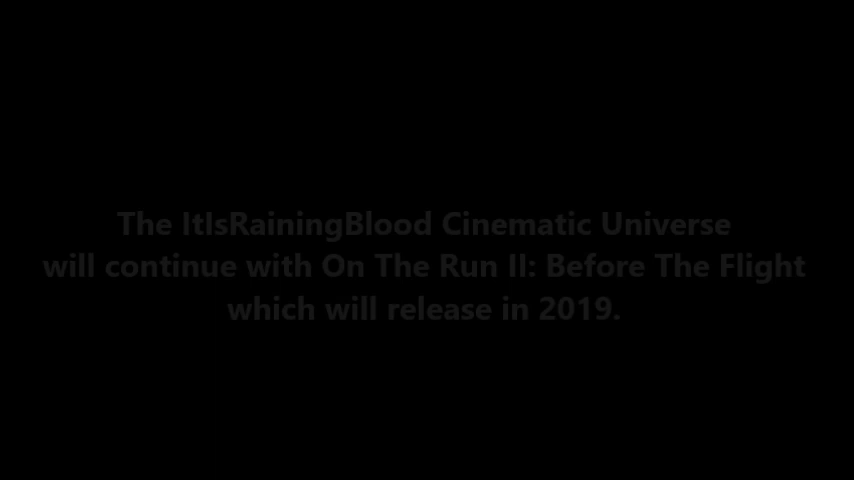 The ItIsRainingBlood Cinematic Universe
will continue with On The Run II: Before The Flight
which will release in 2019.